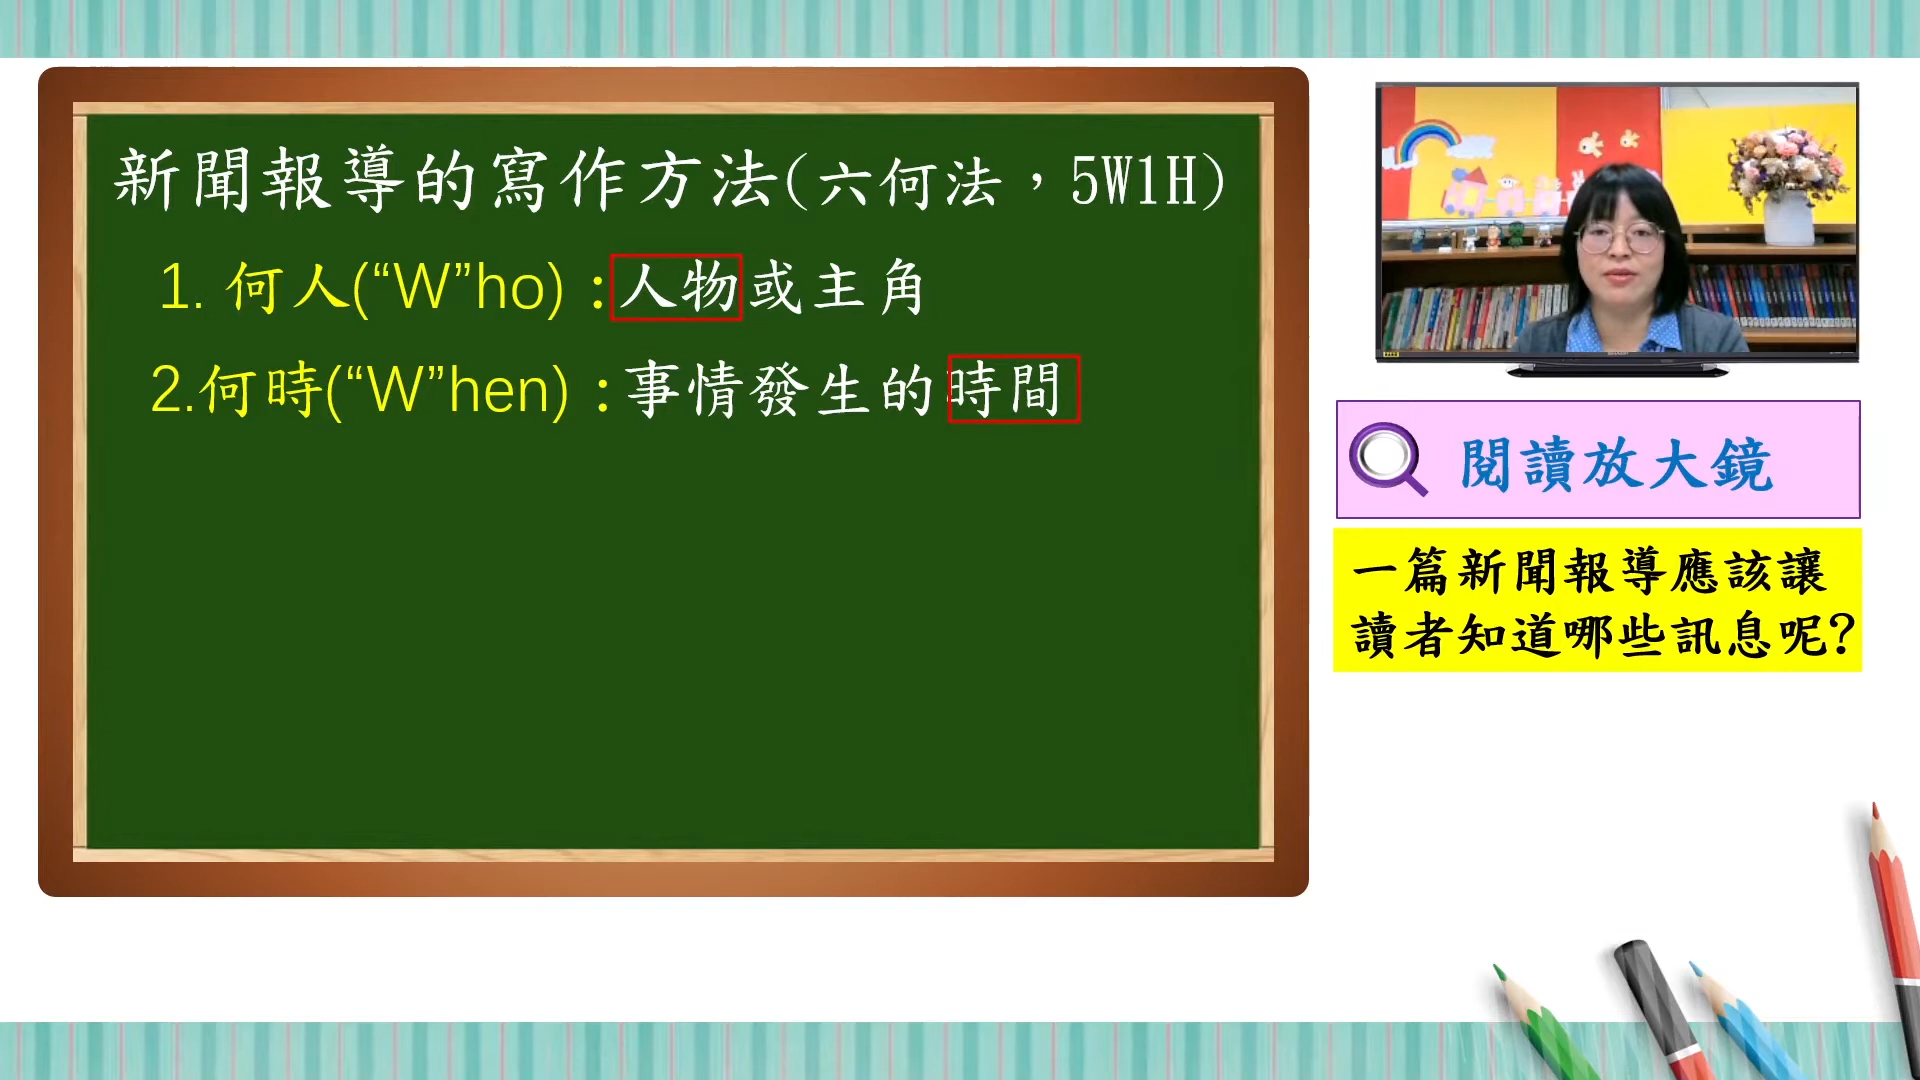 新聞報導的寫作方法(六何法，5W1H)
1. 何人(“W”ho)：人物或主角
2.何時(“W”hen)：事情發生的時間
閱讀放大鏡
一篇新聞報導應該讓
讀者知道哪些訊息呢?